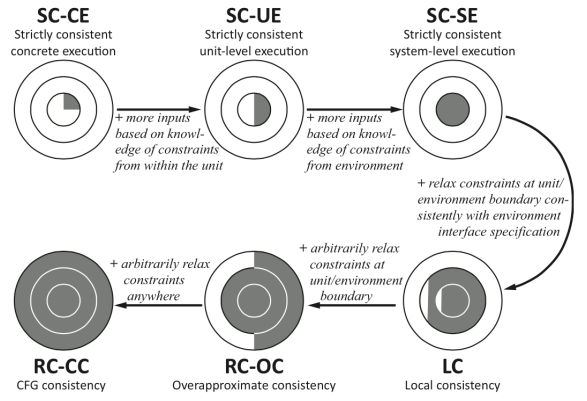 SC-CE
Strictly consistent
concrete execution
SC-UE
Strictly consistent
unit-level execution
SC-SE
Strictly consistent
system-level execution
+ more inputs
based on knowl-
edge of constraints
from within the unit
+ more inputs
based on knowl-
edge of constraints
from environment
+ relax constraints at unit/
environment boundary con-
sistently with environment
interface specification
+ arbitrarily relax
constraints
anywhere
+ arbitrarily relax
constraints at
unit/environment
boundary
RC-CC
CFG consistency
RC-OC
Overapproximate consistency
LC
Local consistency